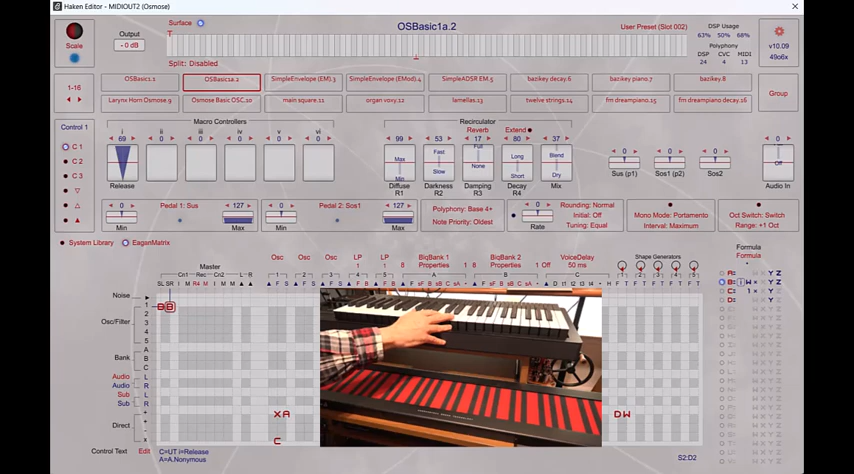 Haken Editor - MIDIOUT2 (Osmose)
Surface
OSBasic1a.2
User Preset (Slot 002)
DSP Usage
63% 50% 68%
Polyphony
DSP CVC MIDI
24 4 13
v10.09
49o6x
Scale
Output
- 0 dB
Split: Disabled
1-16
OSBasic1.1
OSBasic1a.2
SimpleEnvelope (EM).3
SimpleEnvelope (EMod).4
SimpleADSR EM.5
bazikey decay.6
bazikey piano.7
bazikey.8
Larynx Horn Osmose.9
Osmose Basic OSC.10
main square.11
organ voxy.12
lamellas.13
twelve strings.14
fm dreampiano.15
fm dreampiano decay.16
Group
Control 1
C 1
C 2
C 3
Macro Controllers
i ii iii iv v vi
69 0 0 0 0 0
Release
Recirculator
Reverb Extend
99 53 17 80 37
Max Min
Fast Slow
Full None
Long Short
Blend Dry
Diffuse R1
Darkness R2
Damping R3
Decay R4
Mix
0 0 0
Sus (p1) Sos1 (p2) Sos2
0
Off
Audio In
Pedal 1: Sus
0 127
Min Max
Pedal 2: Sos1
0 127
Min Max
Polyphony: Base 4+
Note Priority: Oldest
0
Rate
Rounding: Normal
Initial: Off
Tuning: Equal
Mono Mode: Portamento
Interval: Maximum
Oct Switch: Switch
Range: +1 Oct
System Library
EaganMatrix
Master
Osc Osc Osc LP LP
BiqBank 1 Properties
BiqBank 2 Properties
VoiceDelay
50 ms
Shape Generators
Formula
Formula
Noise
Osc/Filter
1
2
3
4
5
Bank
A
B
C
Audio L
Audio R
Sub L
Sub R
Direct
Control Text
Edit
C=UT i=Release
A=A.Nonymous
B B
X A
C
D W
S2:D2